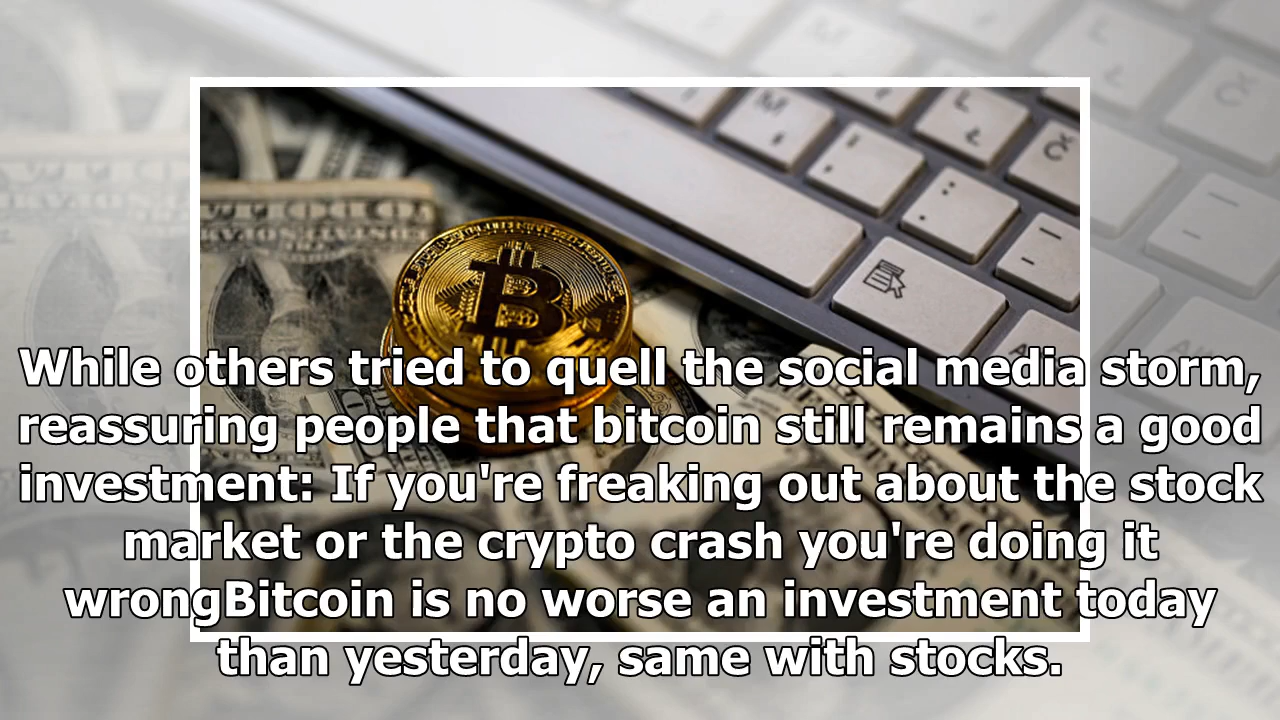 While others tried to quell the social media storm,
reassuring people that bitcoin still remains a good
investment: If you're freaking out about the stock
market or the crypto crash you're doing it
wrongBitcoin is no worse an investment today
than yesterday, same with stocks.